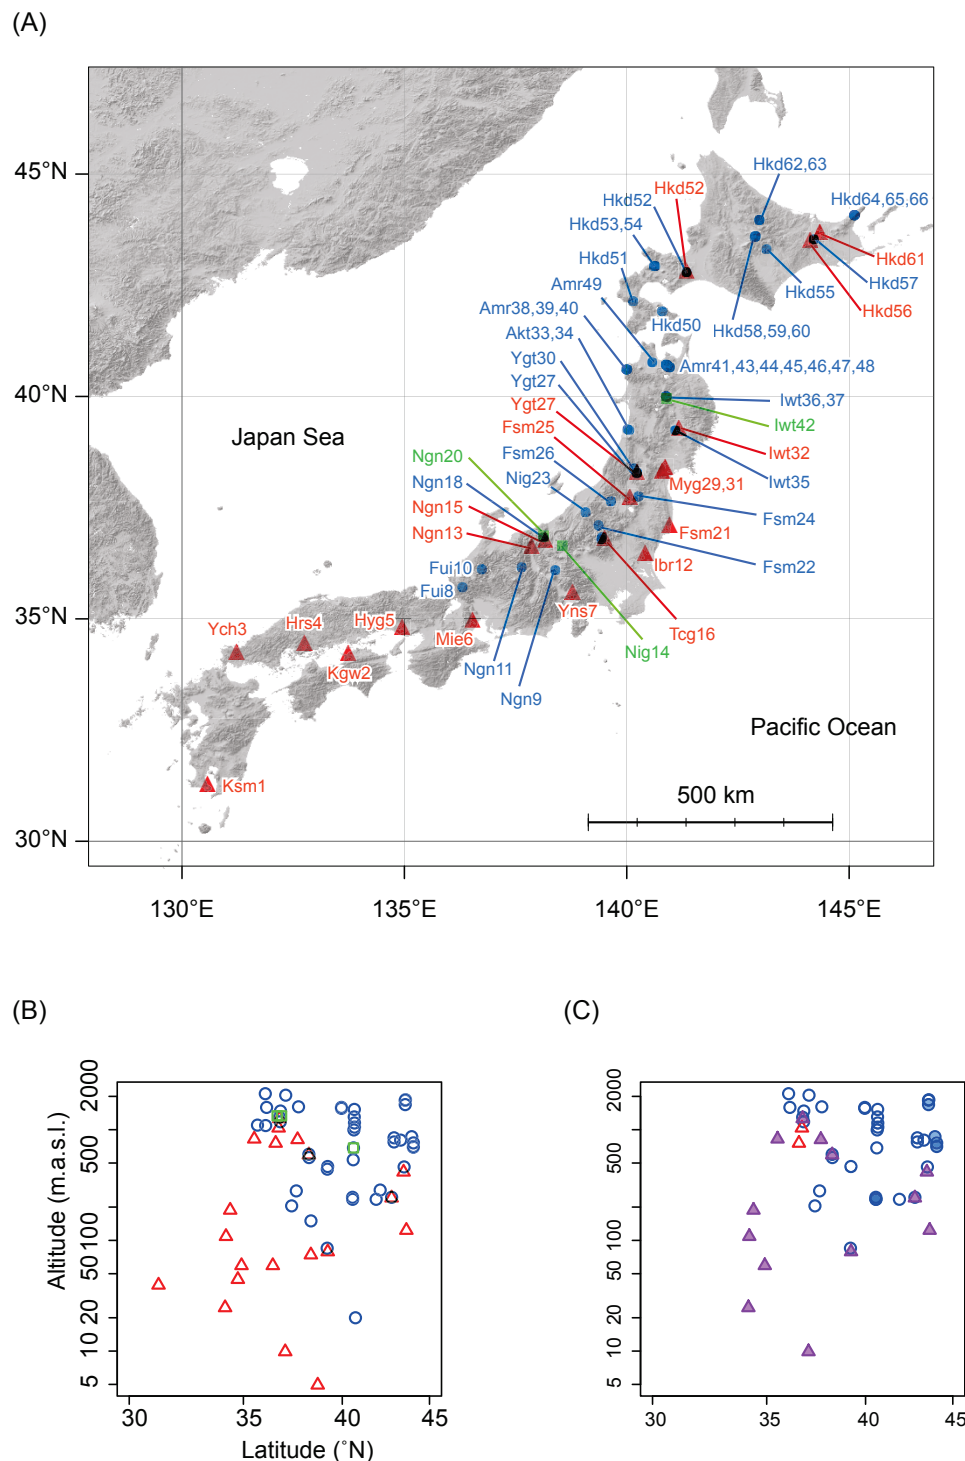 (A)
45°N
40°N
35°N
30°N
130°E
135°E
140°E
145°E
Hkd62,63
Hkd52
Hkd64,65,66
Hkd52
Hkd53,54
Hkd61
Hkd51
Hkd57
Hkd55
Amr49
Hkd56
Amr38,39,40
Hkd50
Hkd58,59,60
Akt33,34
Ygt30
Amr41,43,44,45,46,47,48
Ygt27
Iwt36,37
Ygt27
Iwt42
Japan Sea
Fsm25
Iwt32
Ngn20
Fsm26
Iwt35
Ngn18
Nig23
Myg29,31
Ngn15
Fsm24
Ngn13
Fsm21
Fui10
Ibr12
Fsm22
Fui8
Yns7
Tcg16
Ych3
Hrs4
Hyg5
Mie6
Nig14
Kgw2
Ngn11
Ngn9
Pacific Ocean
Ksm1
500 km
(B)
Altitude (m.a.s.l.)
2000
500
100
50
20
10
5
30
35
40
45
Latitude (˚N)
(C)
2000
500
100
50
20
10
5
30
35
40
45